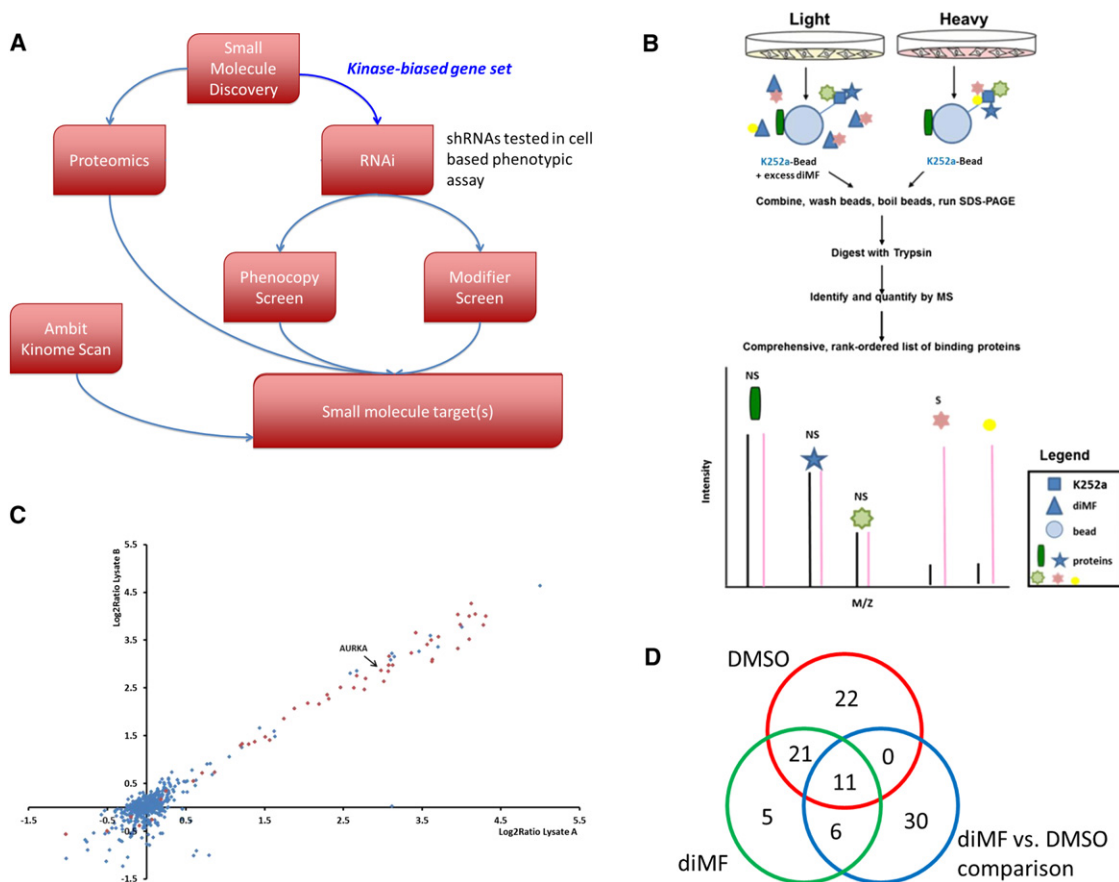 A
Small
Molecule
Discovery
Kinase-biased gene set
Proteomics
RNAi
shRNAs tested in cell
based phenotypic
assay
Phenocopy
Screen
Modifier
Screen
Ambit
Kinome Scan
Small molecule target(s)
B
Light
Heavy
K252a-Bead
+ excess diMF
K252a-Bead
Combine, wash beads, boil beads, run SDS-PAGE
Digest with Trypsin
Identify and quantify by MS
Comprehensive, rank-ordered list of binding proteins
NS
NS
NS
S
Intensity
M/Z
Legend
K252a
diMF
bead
proteins
C
Log2Ratio Lysate B
5.5
4.5
3.5
2.5
1.5
0.5
-0.5
-1.5
AURKA
-1.5
-0.5
0.5
1.5
2.5
3.5
4.5
5.5
Log2Ratio Lysate A
D
DMSO
22
21
0
11
5
6
30
diMF
diMF vs. DMSO
comparison